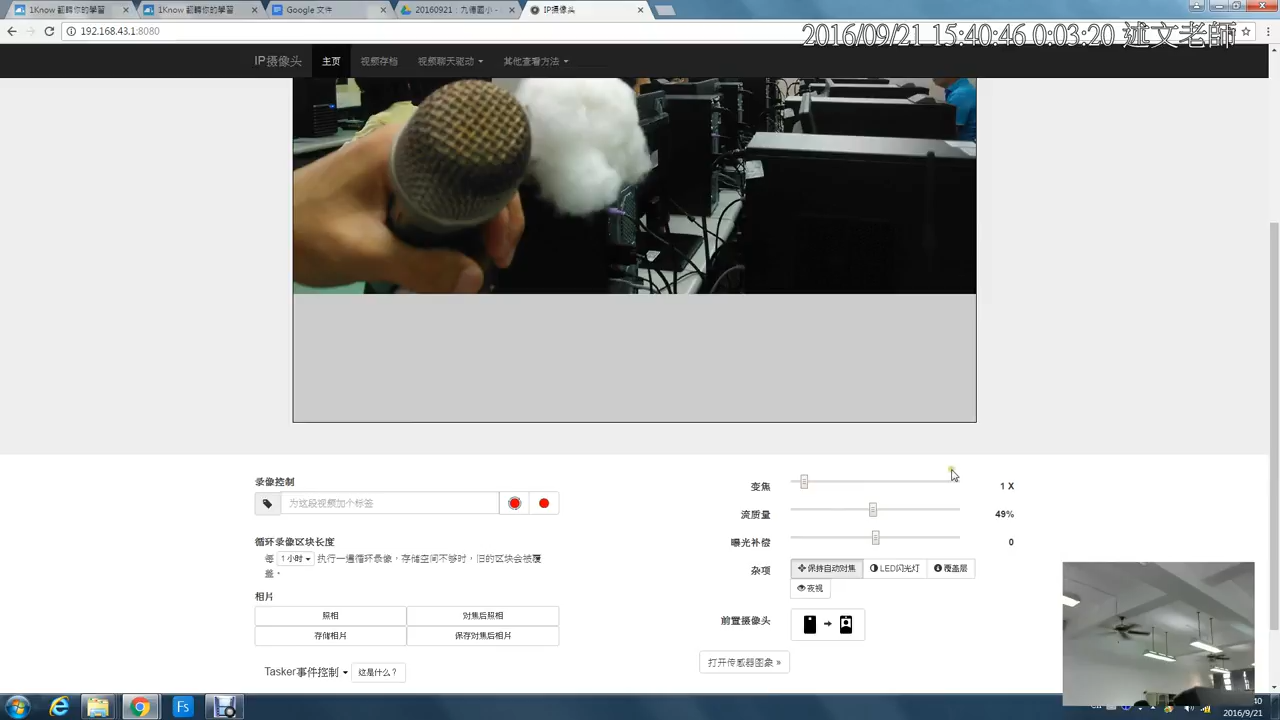 1Know 翻轉你的學習
1Know 翻轉你的學習
Google 文件
20160921：九德國小 -
IP摄像头
192.168.43.1:8080
2016/09/21 15:40:46 0:03:20 述文老師
IP摄像头 主页 视频存档 视频聊天驱动 其他查看方法
录像控制
为这段视频加个标签
循环录像区块长度
每 1小时 执行一遍循环录像，存储空间不够时，旧的区块会被覆
盖。
相片
照相 对焦后照相
存储相片 保存对焦后相片
Tasker事件控制 这是什么？
变焦 1 X
流质量 49%
曝光补偿 0
杂项 保持自动对焦 LED闪光灯 覆盖层
夜视
前置摄像头
打开传感器图象 »
Fs
2016/9/21